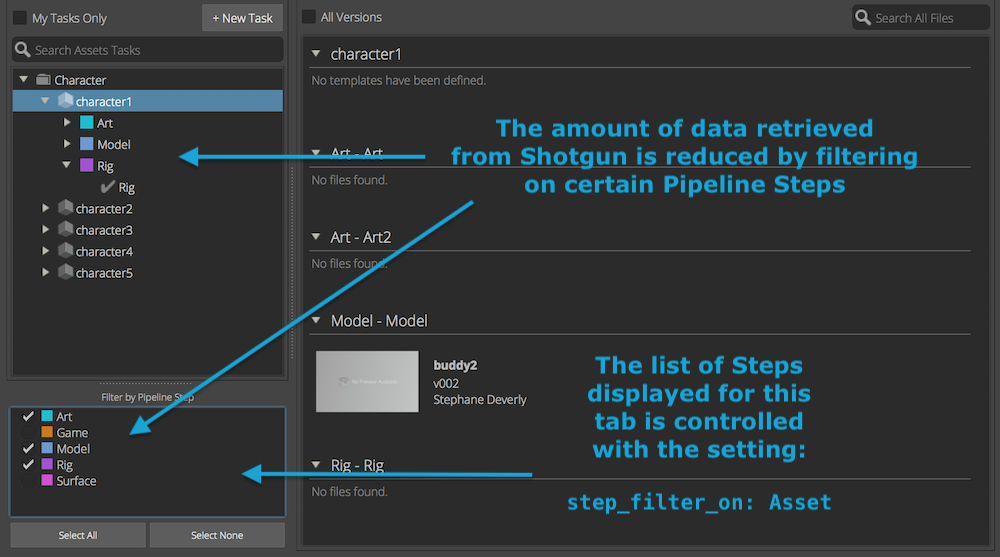 My Tasks Only
+ New Task
Search Assets Tasks
Character
character1
Art
Model
Rig
Rig
character2
character3
character4
character5
Filter by Pipeline Step
Art
Game
Model
Rig
Surface
Select All
Select None
All Versions
Search All Files
character1
No templates have been defined.
The amount of data retrieved
from Shotgun is reduced by filtering
on certain Pipeline Steps
Art - Art
No files found.
Art - Art2
No files found.
Model - Model
No Preview Available
buddy2
v002
Stephane Deverly
The list of Steps
displayed for this
tab is controlled
with the setting:
step_filter_on: Asset
Rig - Rig
No files found.